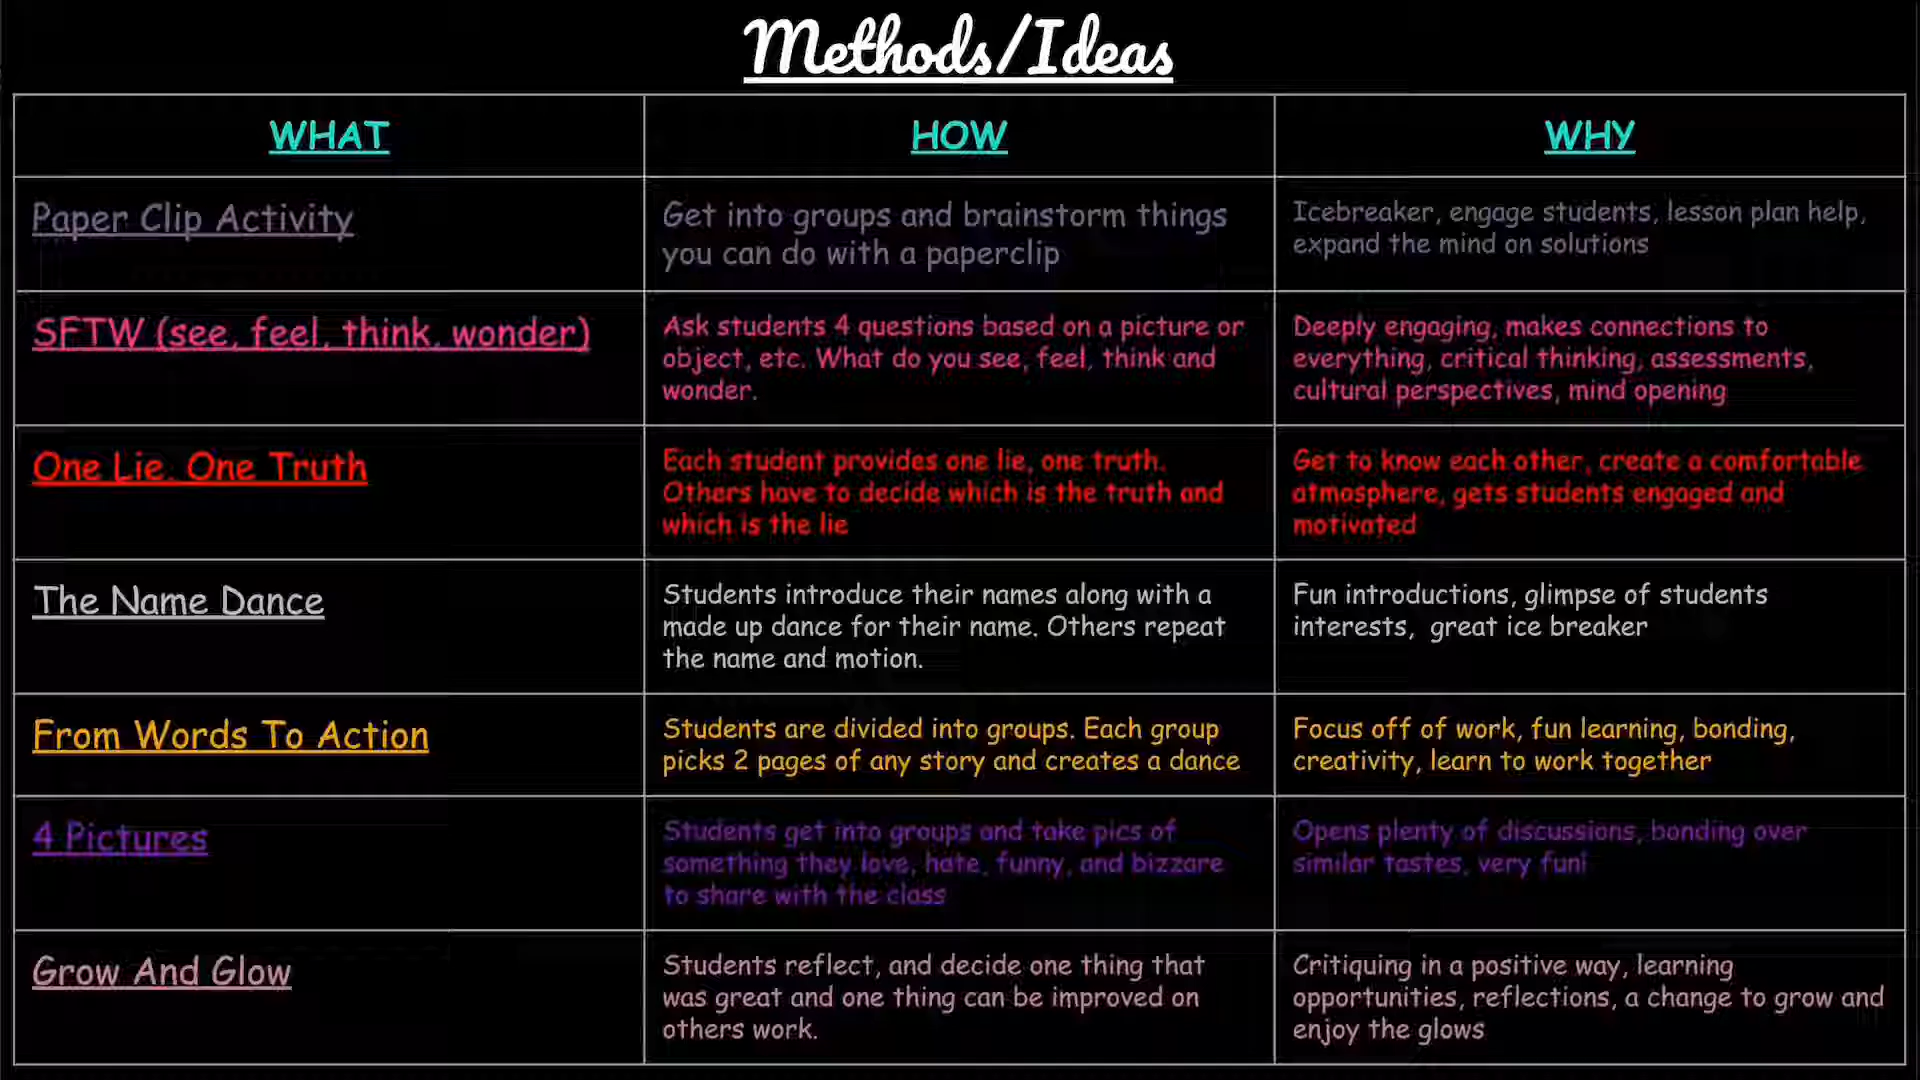 Methods/Ideas
WHAT
HOW
WHY
Paper Clip Activity
Get into groups and brainstorm things
you can do with a paperclip
Icebreaker, engage students, lesson plan help,
expand the mind on solutions
SFTW (see, feel, think, wonder)
Ask students 4 questions based on a picture or
object, etc. What do you see, feel, think and
wonder.
Deeply engaging, makes connections to
everything, critical thinking, assessments,
cultural perspectives, mind opening
One Lie, One Truth
Each student provides one lie, one truth.
Others have to decide which is the truth and
which is the lie
Get to know each other, create a comfortable
atmosphere, gets students engaged and
motivated
The Name Dance
Students introduce their names along with a
made up dance for their name. Others repeat
the name and motion.
Fun introductions, glimpse of students
interests, great ice breaker
From Words To Action
Students are divided into groups. Each group
picks 2 pages of any story and creates a dance
Focus off of work, fun learning, bonding,
creativity, learn to work together
4 Pictures
Students get into groups and take pics of
something they love, hate, funny, and bizzare
to share with the class
Opens plenty of discussions, bonding over
similar tastes, very fun!
Grow And Glow
Students reflect, and decide one thing that
was great and one thing can be improved on
others work.
Critiquing in a positive way, learning
opportunities, reflections, a change to grow and
enjoy the glows